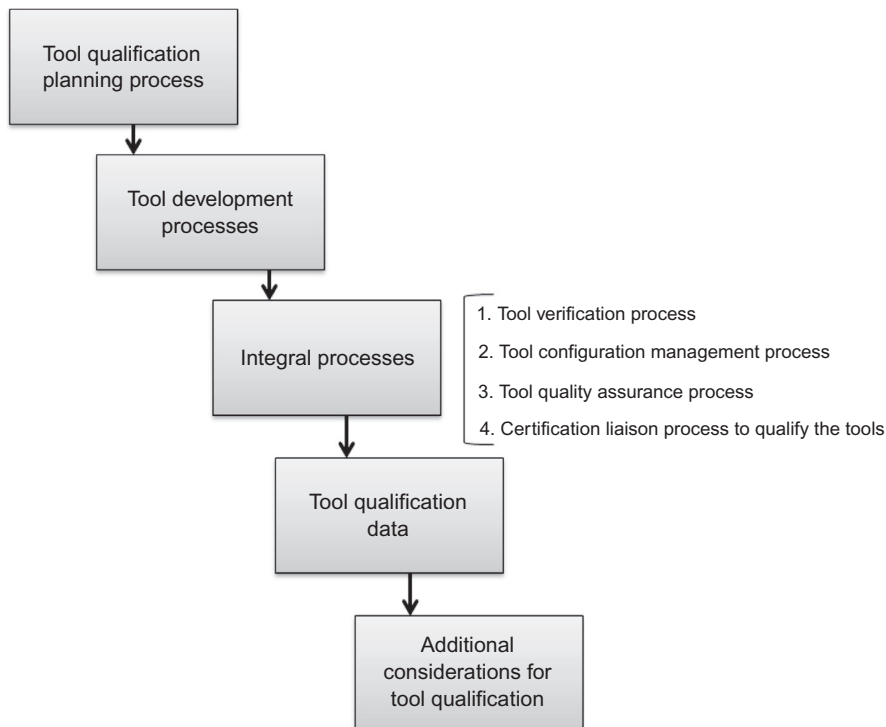 Tool qualification
planning process
Tool development
processes
Integral processes
1. Tool verification process
2. Tool configuration management process
3. Tool quality assurance process
4. Certification liaison process to qualify the tools
Tool qualification
data
Additional
considerations for
tool qualification